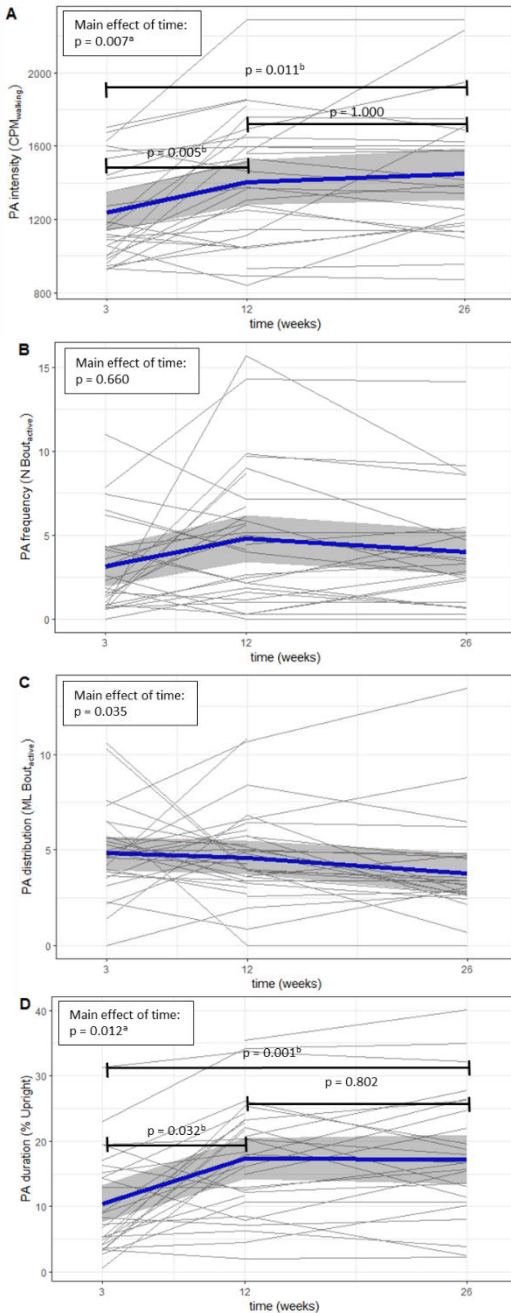 A
Main effect of time:
p = 0.007ᵃ
p = 0.011ᵇ
p = 1.000
p = 0.005ᵇ
PA intensity (CPMwalking)
2000
1600
1200
800
3
12
26
time (weeks)
B
Main effect of time:
p = 0.660
PA frequency (N Boutactive)
15
10
5
0
3
12
26
time (weeks)
C
Main effect of time:
p = 0.035
PA distribution (ML Boutactive)
10
5
0
3
12
26
time (weeks)
D
Main effect of time:
p = 0.012ᵃ
p = 0.001ᵇ
p = 0.802
p = 0.032ᵇ
PA duration (% Upright)
40
30
20
10
0
3
12
26
time (weeks)